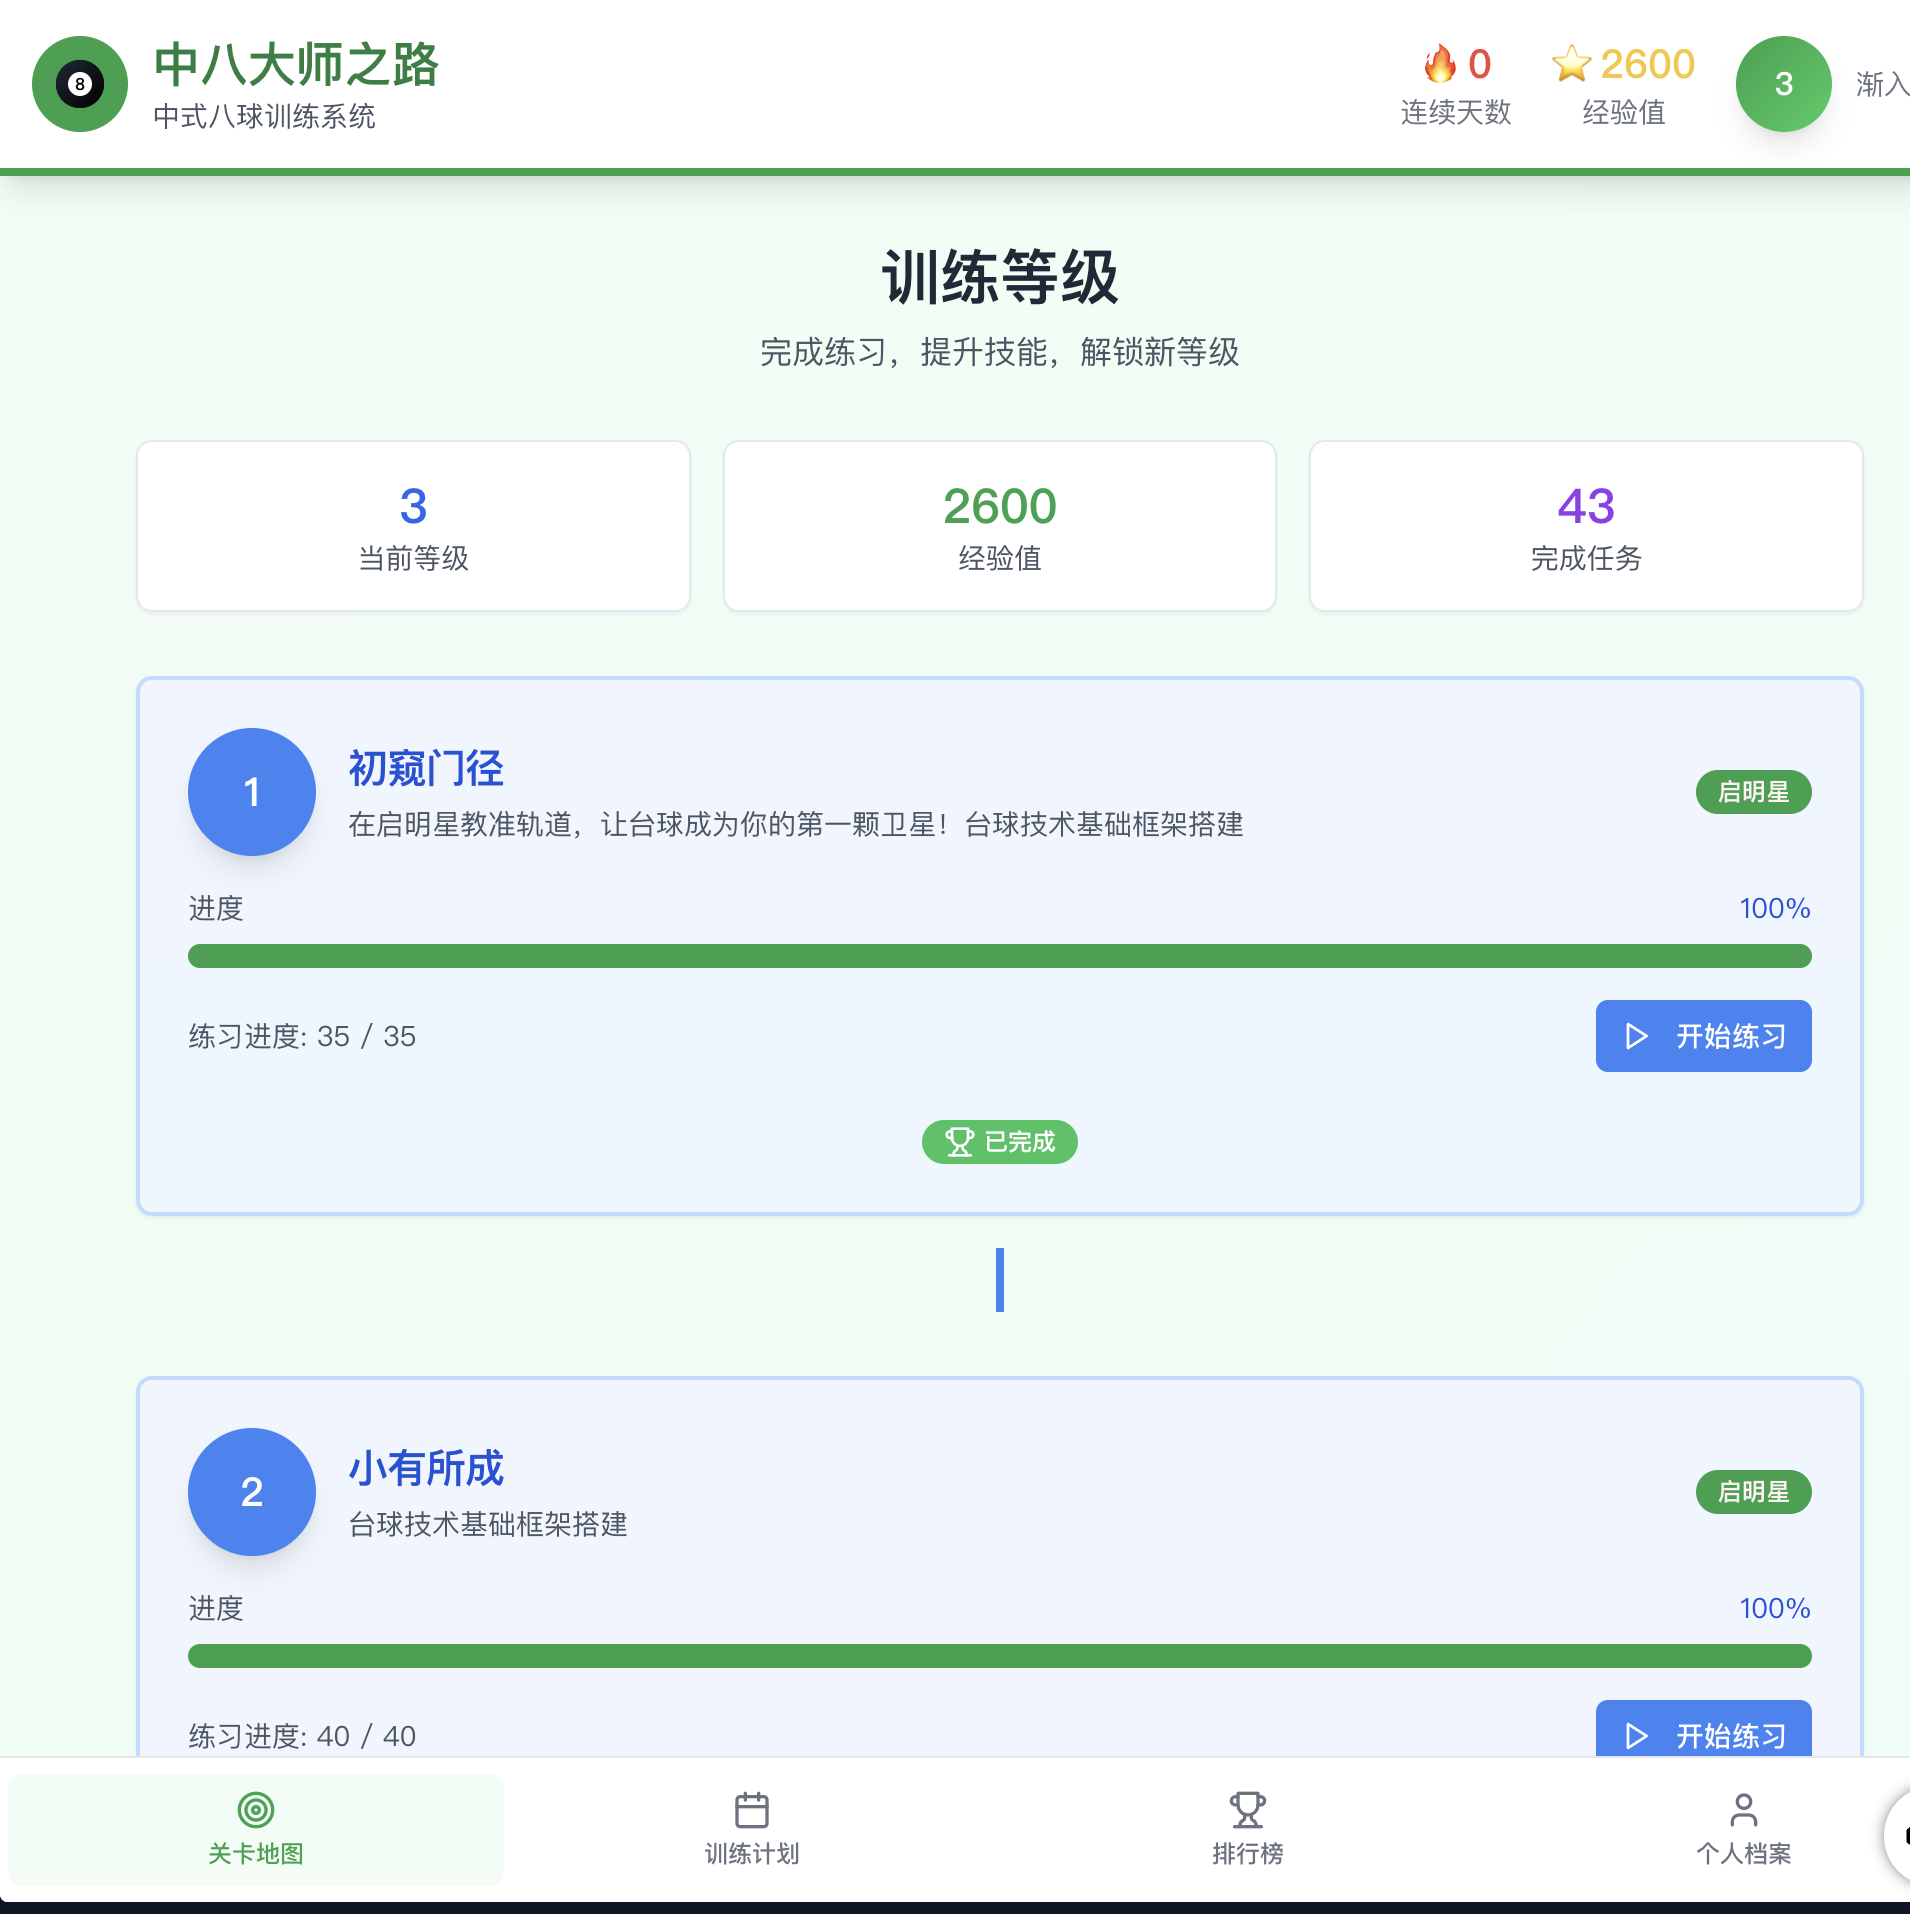 8
中八大师之路
中式八球训练系统
🔥 0
连续天数
⭐ 2600
经验值
3
渐入
训练等级
完成练习，提升技能，解锁新等级
3
当前等级
2600
经验值
43
完成任务
1
初窥门径
在启明星教准轨道，让台球成为你的第一颗卫星！台球技术基础框架搭建
启明星
进度
100%
练习进度: 35 / 35
开始练习
已完成
2
小有所成
台球技术基础框架搭建
启明星
进度
100%
练习进度: 40 / 40
开始练习
关卡地图
训练计划
排行榜
个人档案